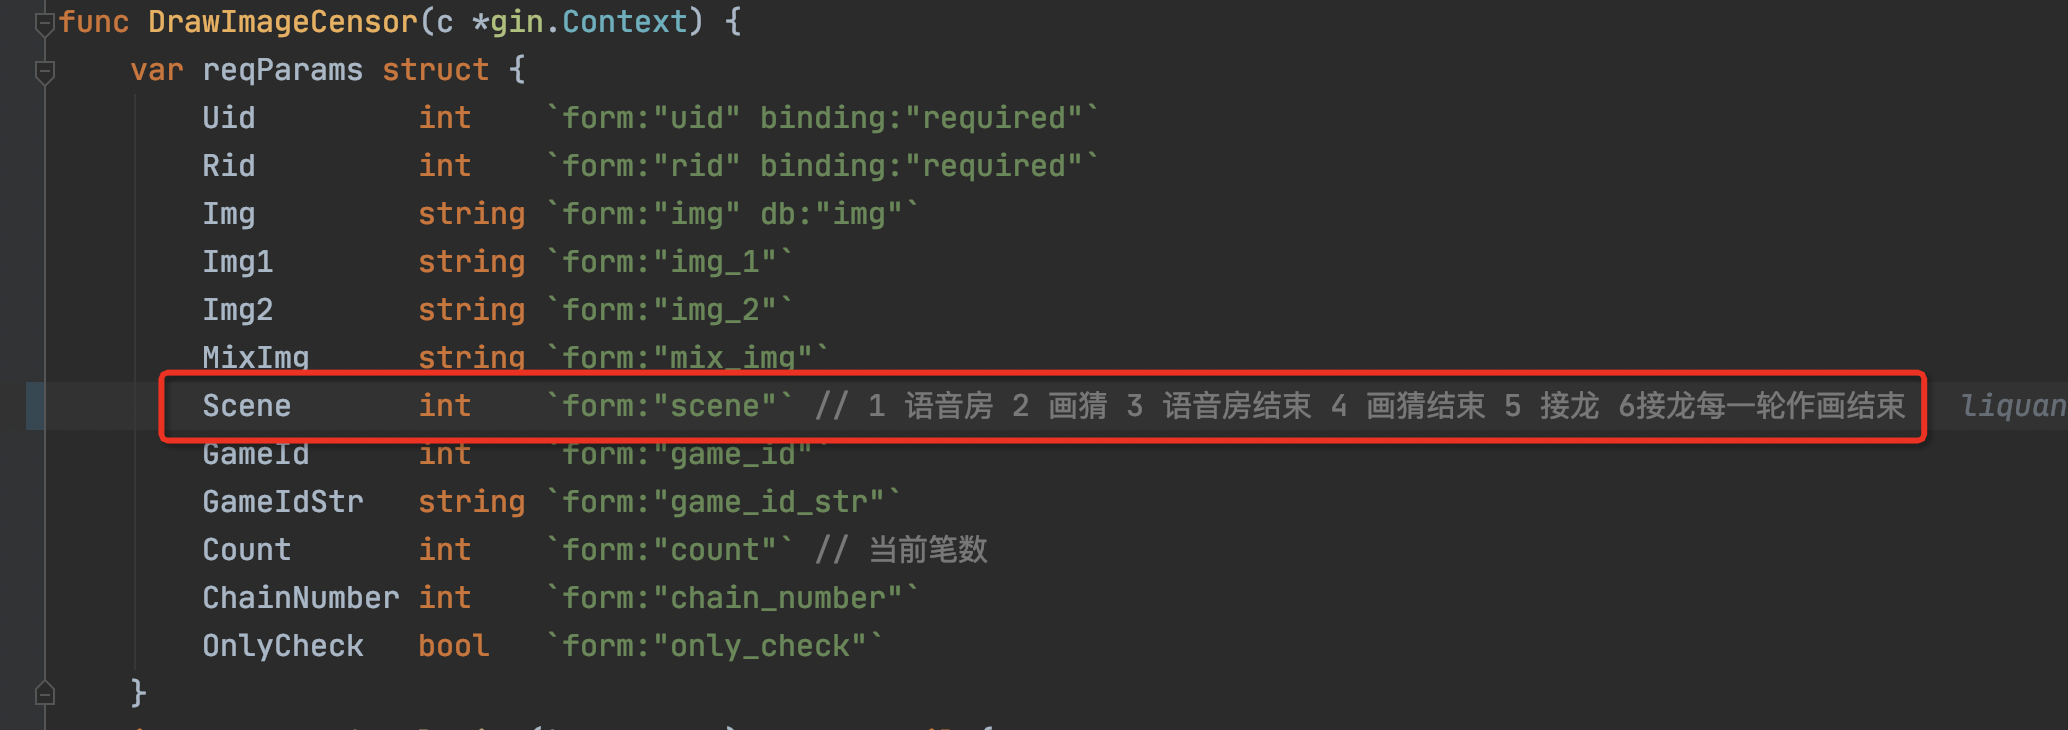 func DrawImageCensor(c *gin.Context) {
var reqParams struct {
Uid int `form:"uid" binding:"required"`
Rid int `form:"rid" binding:"required"`
Img string `form:"img" db:"img"`
Img1 string `form:"img_1"`
Img2 string `form:"img_2"`
MixImg string `form:"mix_img"`
Scene int `form:"scene"` // 1 语音房 2 画猜 3 语音房结束 4 画猜结束 5 接龙 6接龙每一轮作画结束 liquan
GameId int `form:"game_id"`
GameIdStr string `form:"game_id_str"`
Count int `form:"count"` // 当前笔数
ChainNumber int `form:"chain_number"`
OnlyCheck bool `form:"only_check"`
}